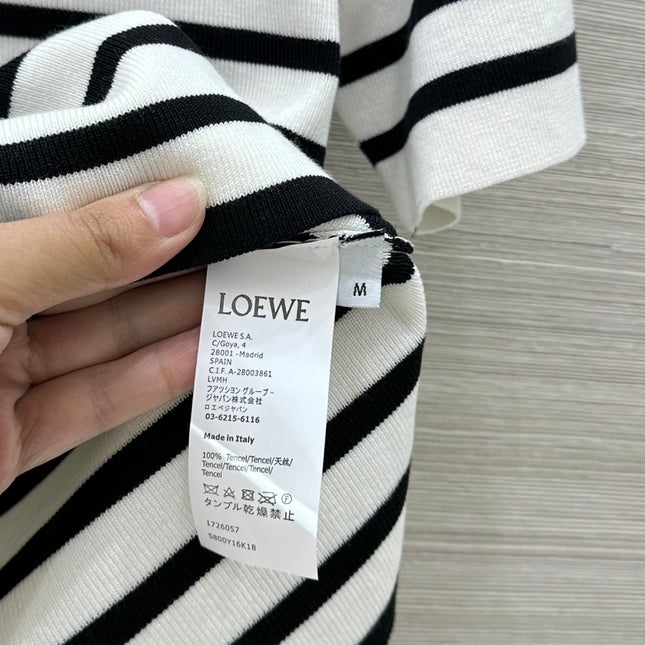 LOEWE
M
LOEWE S.A.
C/Goya, 4
28001 -Madrid
SPAIN
C.I.F. A-28003861
LVMH
ファッショングループ-
ジャパン株式会社
ロエベジャパン
03-6215-6116
Made in Italy
100% Tencel/Tencel/天丝/
Tencel/Tencel/Tencel/
Tencel
タンブル乾燥禁止
1726057
S800Y16K1B